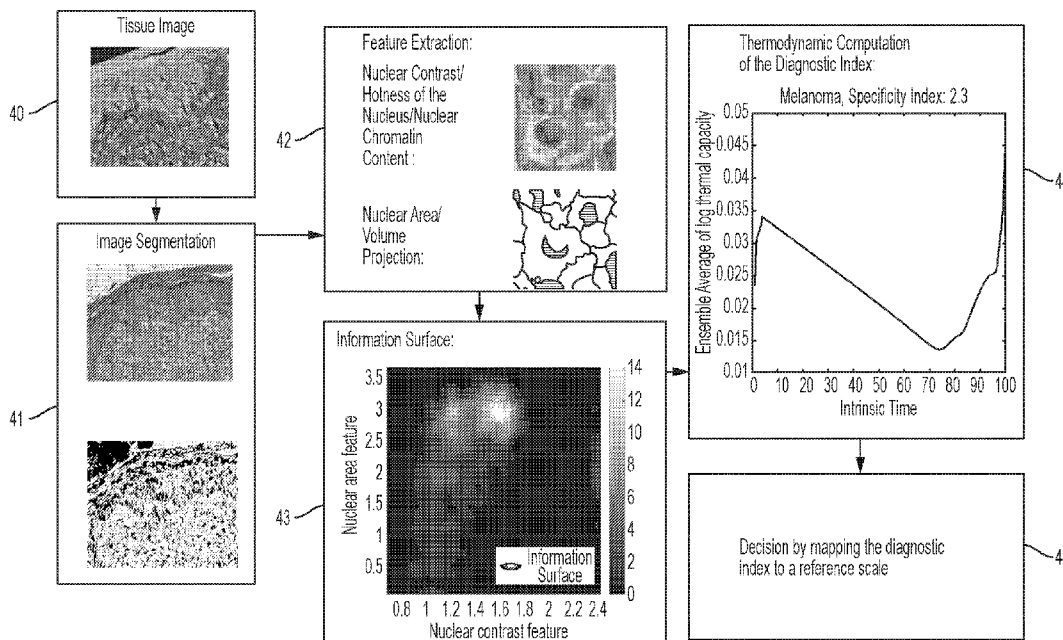 Tissue Image
40
Image Segmentation
41
Feature Extraction:
Nuclear Contrast/
Hotness of the
Nucleus/Nuclear
Chromatin
Content :
42
Nuclear Area/
Volume
Projection:
Information Surface:
43
14
12
10
8
6
4
2
0
Nuclear area feature
3.5
3
2.5
2
1.5
1
0.5
Information
Surface
0.8 1 1.2 1.4 1.6 1.8 2 2.2 2.4
Nuclear contrast feature
Thermodynamic Computation
of the Diagnostic Index:
Melanoma, Specificity Index: 2.3
Ensemble Average of log thermal capacity
0.05
0.045
0.04
0.035
0.03
0.025
0.02
0.015
0.01
0 10 20 30 40 50 60 70 80 90 100
Intrinsic Time
4
Decision by mapping the diagnostic
index to a reference scale
4